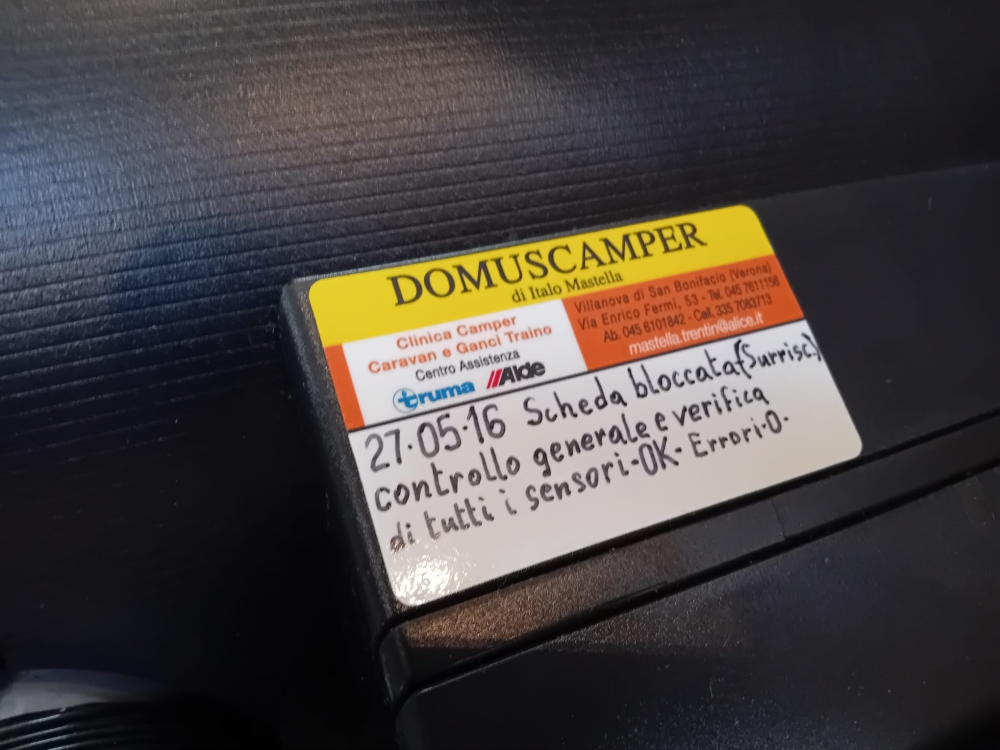 DOMUSCAMPER
di Italo Mastella
Clinica Camper
Caravan e Ganci Traino
Centro Assistenza
truma Alde
Villanova di San Bonifacio (Verona)
Via Enrico Fermi, 53 - Tel. 045 7611156
Ab. 045 6101842 - Cell. 335 7083713
mastella.trentin@alice.it
27.05.16 Scheda bloccata (Surrisc.)
controllo generale e verifica
di tutti i sensori-OK- Errori-0.